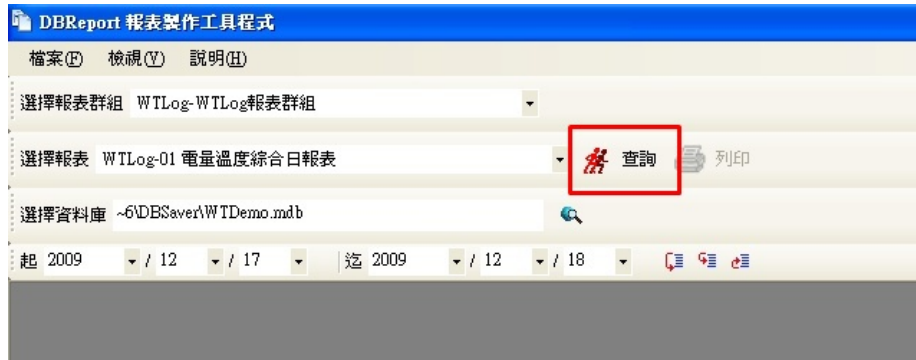 DBReport 報表製作工具程式
檔案(F) 檢視(V) 說明(H)
選擇報表群組 WTLog-WTLog報表群組
選擇報表 WTLog-01 電量溫度綜合日報表 查詢 列印
選擇資料庫 ~6\DBSaver\WTDemo.mdb
起 2009 / 12 / 17 迄 2009 / 12 / 18